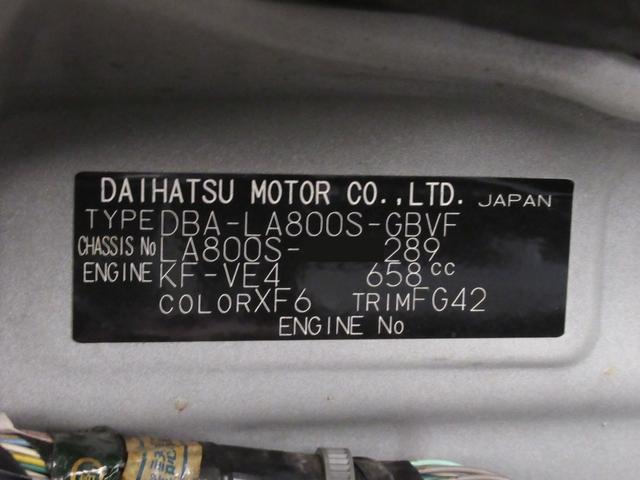 DAIHATSU MOTOR CO.,LTD. JAPAN
TYPE DBA-LA800S-GBVF
CHASSIS No LA800S- 289
ENGINE KF-VE4 658cc
COLOR XF6 TRIM FG42
ENGINE No